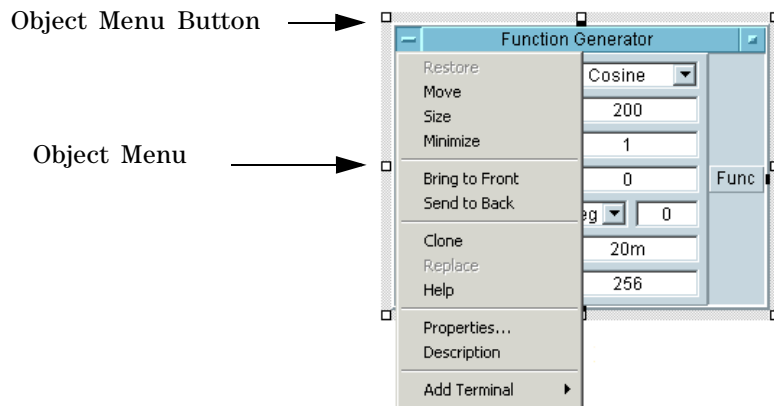 Object Menu Button
Function Generator
Restore
Cosine
Move
Size
200
Minimize
1
Object Menu
Bring to Front
0
Func
Send to Back
eg
0
Clone
20m
Replace
Help
256
Properties...
Description
Add Terminal